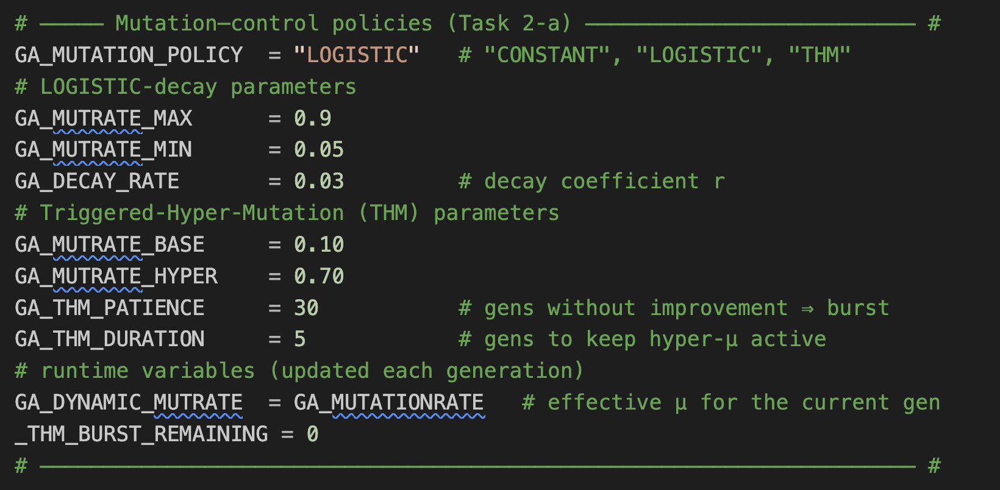 # ───── Mutation–control policies (Task 2-a) ────────────────────────── #
GA_MUTATION_POLICY  = "LOGISTIC"   # "CONSTANT", "LOGISTIC", "THM"
# LOGISTIC-decay parameters
GA_MUTRATE_MAX      = 0.9
GA_MUTRATE_MIN      = 0.05
GA_DECAY_RATE       = 0.03         # decay coefficient r
# Triggered-Hyper-Mutation (THM) parameters
GA_MUTRATE_BASE     = 0.10
GA_MUTRATE_HYPER    = 0.70
GA_THM_PATIENCE     = 30           # gens without improvement ⇒ burst
GA_THM_DURATION     = 5            # gens to keep hyper-μ active
# runtime variables (updated each generation)
GA_DYNAMIC_MUTRATE  = GA_MUTATIONRATE   # effective μ for the current gen
_THM_BURST_REMAINING = 0
# ───────────────────────────────────────────────────────────────────── #